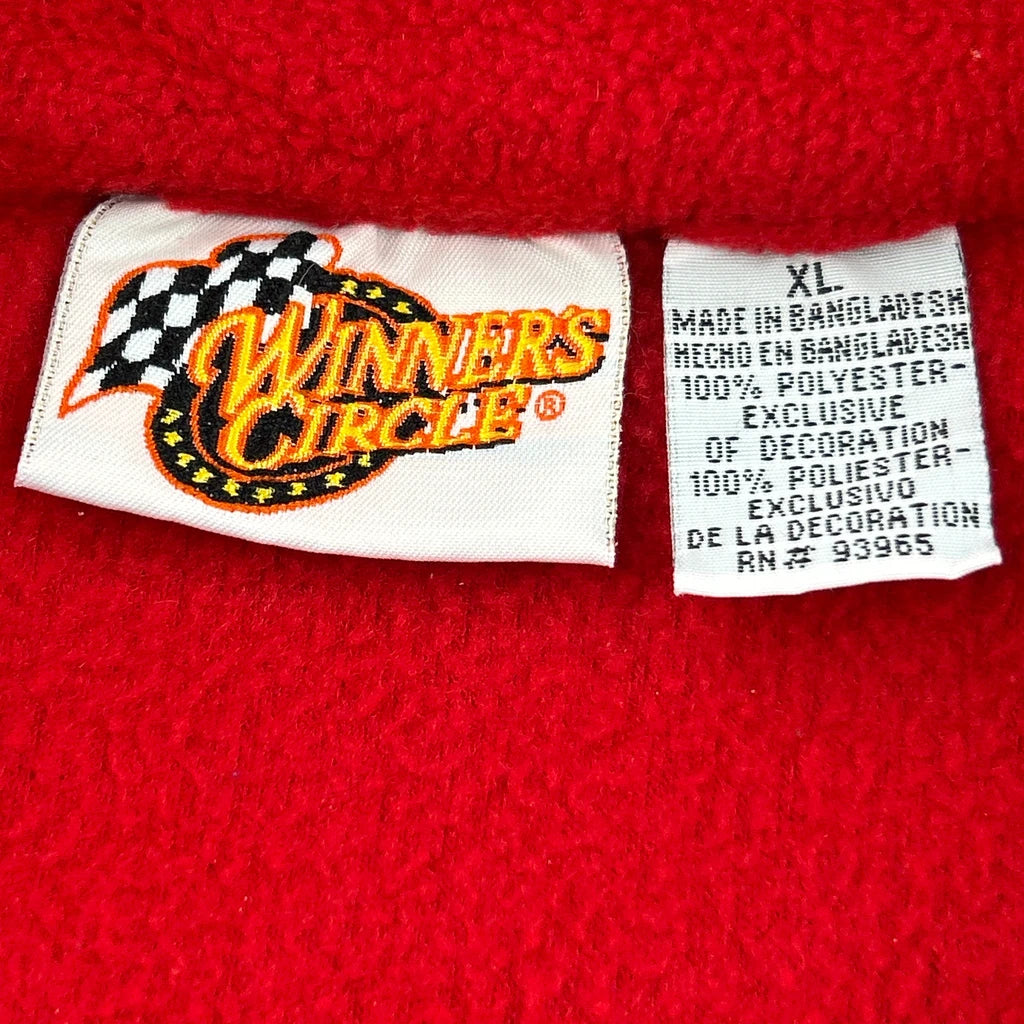 WINNER'S
CIRCLE®
XL
MADE IN BANGLADESH
HECHO EN BANGLADESH
100% POLYESTER-
EXCLUSIVE
OF DECORATION
100% POLIESTER-
EXCLUSIVO
DE LA DECORATION
RN # 93965